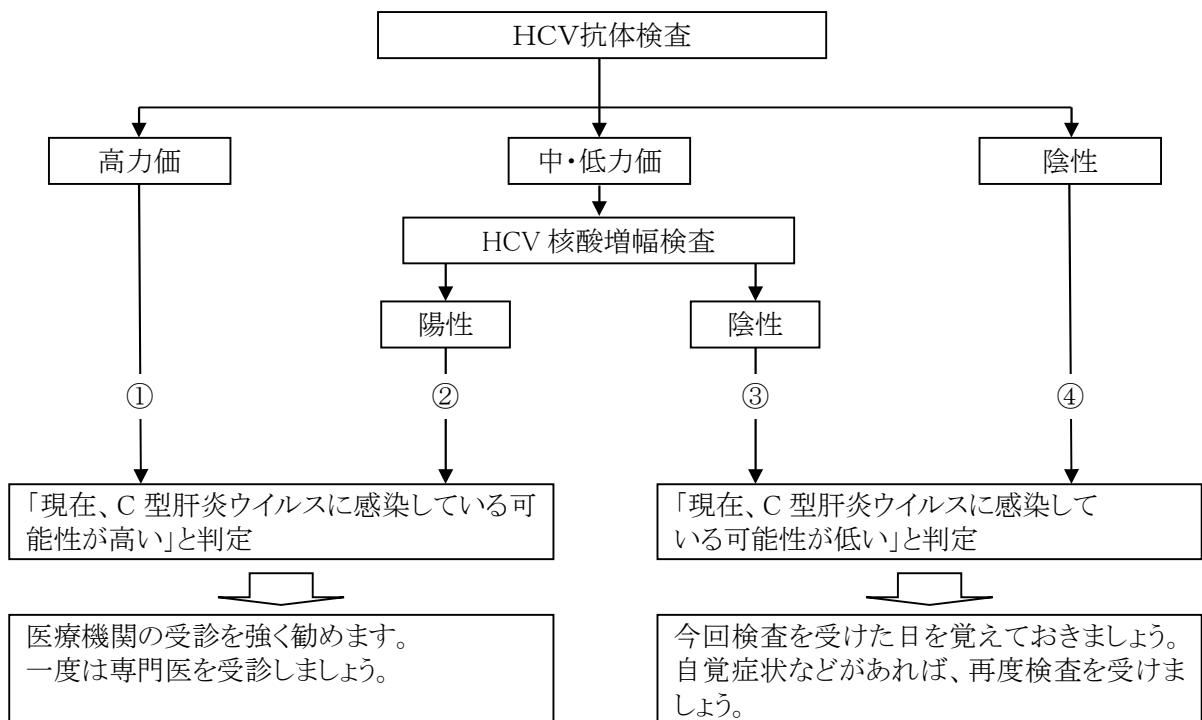 HCV抗体検査
高力価
中・低力価
陰性
HCV 核酸増幅検査
陽性
陰性
①
②
③
④
「現在、C 型肝炎ウイルスに感染している可
能性が高い」と判定
「現在、C 型肝炎ウイルスに感染して
いる可能性が低い」と判定
医療機関の受診を強く勧めます。
一度は専門医を受診しましょう。
今回検査を受けた日を覚えておきましょう。
自覚症状などがあれば、再度検査を受けま
しょう。